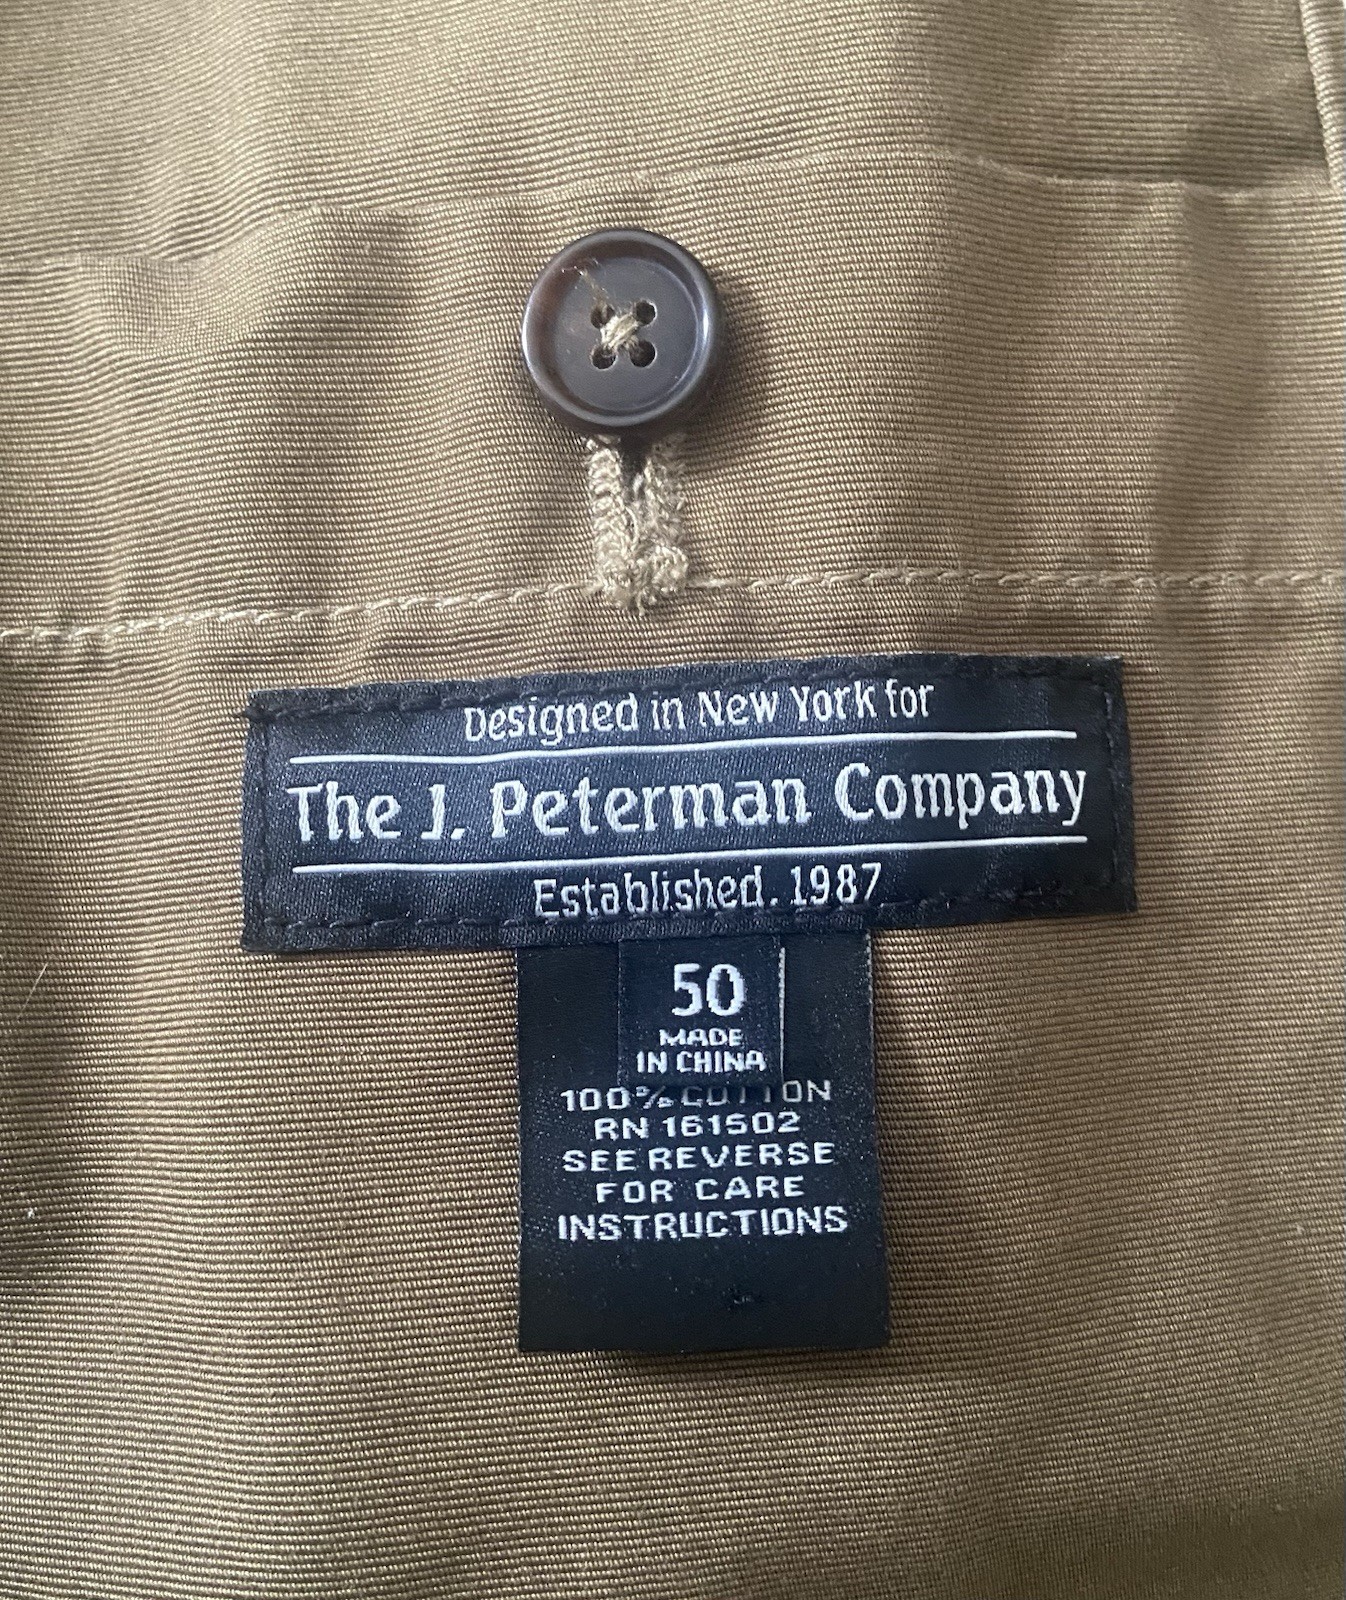 Designed in New York for
The J. Peterman Company
Established. 1987
50
MADE
IN CHINA
100% COTTON
RN 161502
SEE REVERSE
FOR CARE
INSTRUCTIONS